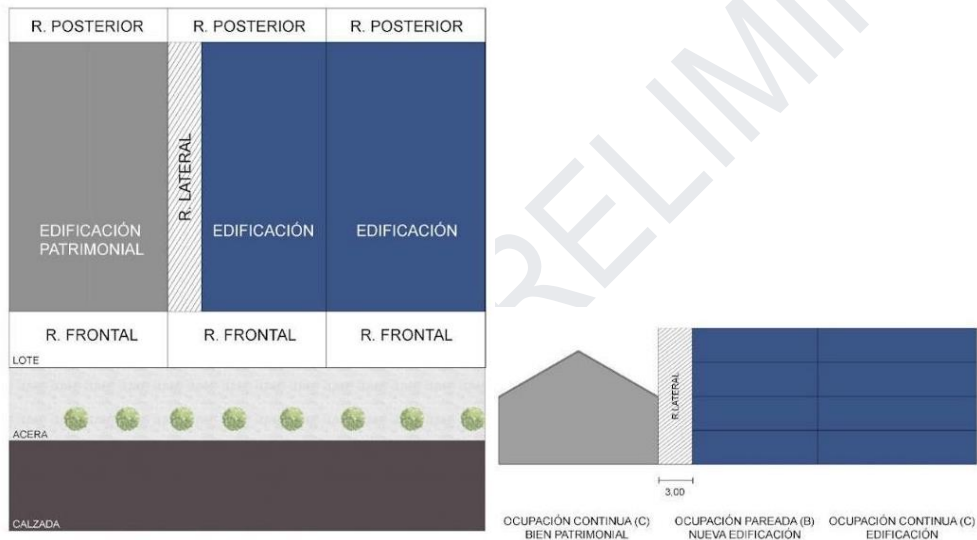 R. POSTERIOR
R. POSTERIOR
R. POSTERIOR
R. LATERAL
EDIFICACIÓN
PATRIMONIAL
EDIFICACIÓN
EDIFICACIÓN
R. FRONTAL
R. FRONTAL
R. FRONTAL
LOTE
ACERA
CALZADA
R.LATERAL
3,00
OCUPACIÓN CONTINUA (C)
BIEN PATRIMONIAL
OCUPACIÓN PAREADA (B)
NUEVA EDIFICACIÓN
OCUPACIÓN CONTINUA (C)
EDIFICACIÓN
RELIMI